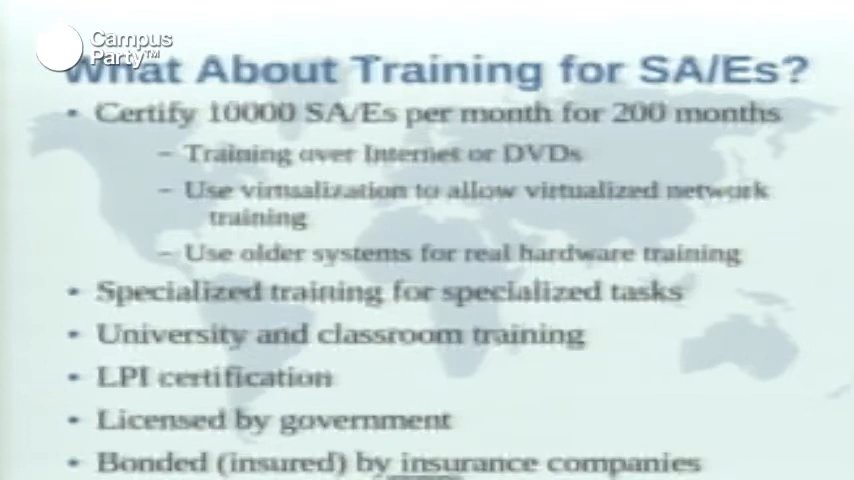 Campus
Party™
What About Training for SA/Es?
• Certify 10000 SA/Es per month for 200 months
– Training over Internet or DVDs
– Use virtualization to allow virtualized network
training
– Use older systems for real hardware training
• Specialized training for specialized tasks
• University and classroom training
• LPI certification
• Licensed by government
• Bonded (insured) by insurance companies